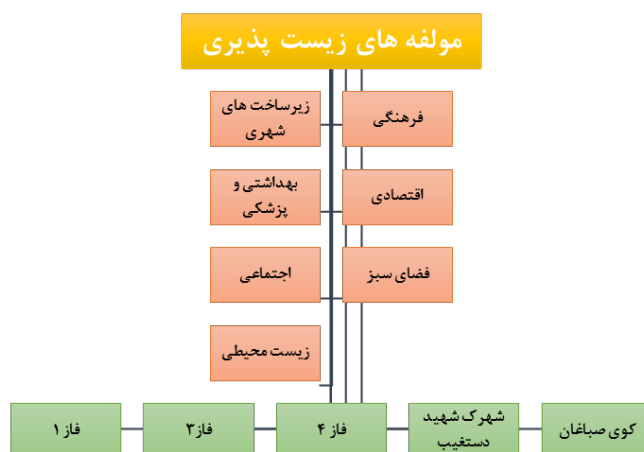 مولفه های زیست پذیری
فرهنگی
زیرساخت های
شهری
اقتصادی
بهداشتی و
پزشکی
فضای سبز
اجتماعی
زیست محیطی
کوی صباغان
شهرک شهید
دستغیب
فاز ۴
فاز۳
فاز ۱